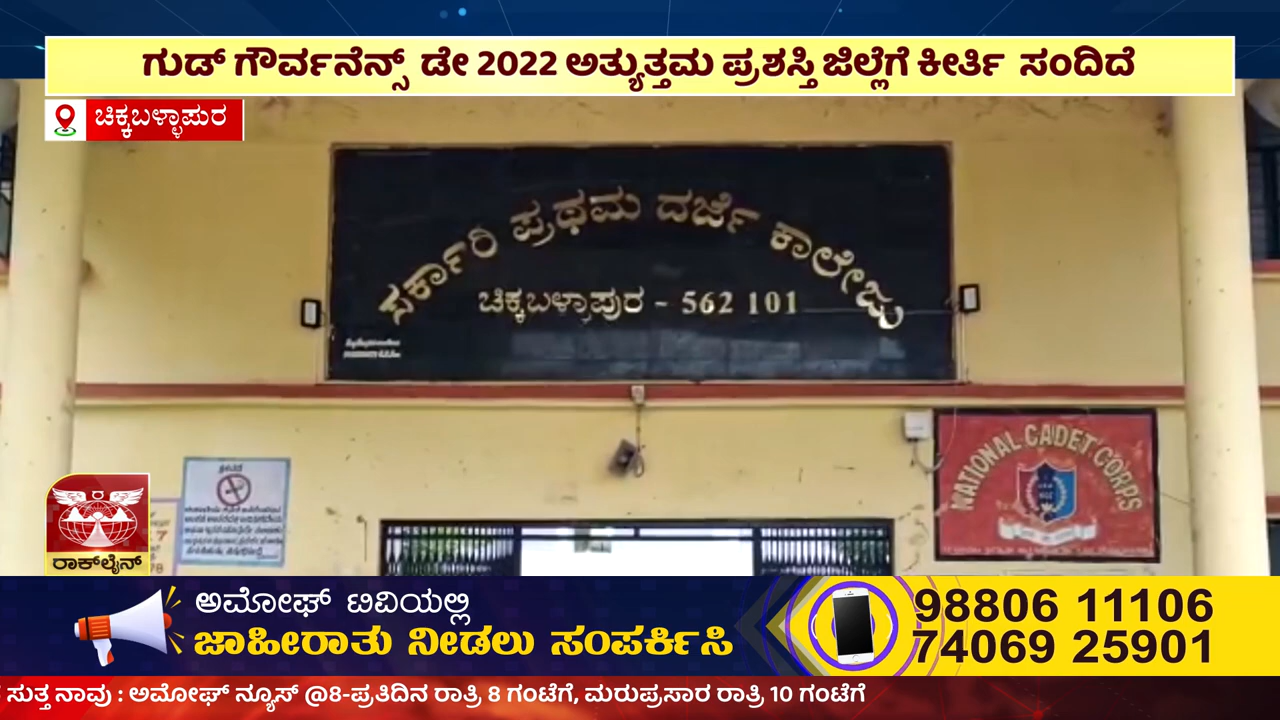 ಗುಡ್ ಗೌರ್ವನೆನ್ಸ್ ಡೇ 2022 ಅತ್ಯುತ್ತಮ ಪ್ರಶಸ್ತಿ ಜಿಲ್ಲೆಗೆ ಕೀರ್ತಿ ಸಂದಿದೆ
ಚಿಕ್ಕಬಳ್ಳಾಪುರ
ಸರ್ಕಾರಿ ಪ್ರಥಮ ದರ್ಜೆ ಕಾಲೇಜು
ಚಿಕ್ಕಬಳ್ಳಾಪುರ - 562 101
NATIONAL CADET CORPS
ರಾಕ್‌ಲೈನ್
ಅಮೋಘ್ ಟಿವಿಯಲ್ಲಿ
ಜಾಹೀರಾತು ನೀಡಲು ಸಂಪರ್ಕಿಸಿ
98806 11106
74069 25901
ಸುತ್ತ ನಾವು : ಅಮೋಘ್ ನ್ಯೂಸ್ @8-ಪ್ರತಿದಿನ ರಾತ್ರಿ 8 ಗಂಟೆಗೆ, ಮರುಪ್ರಸಾರ ರಾತ್ರಿ 10 ಗಂಟೆಗೆ